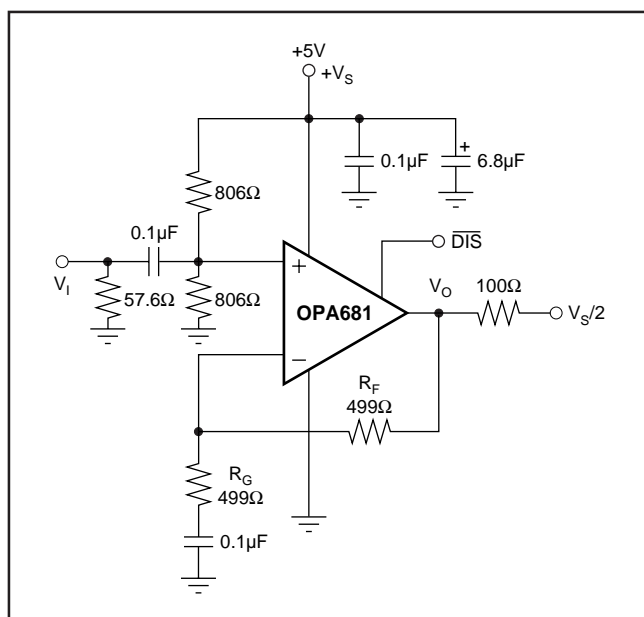 +5V
+V_S
0.1µF
+
6.8µF
806Ω
0.1µF
DIS
V_I
+
57.6Ω
806Ω
OPA681
V_O
100Ω
V_S/2
−
R_F
499Ω
R_G
499Ω
0.1µF